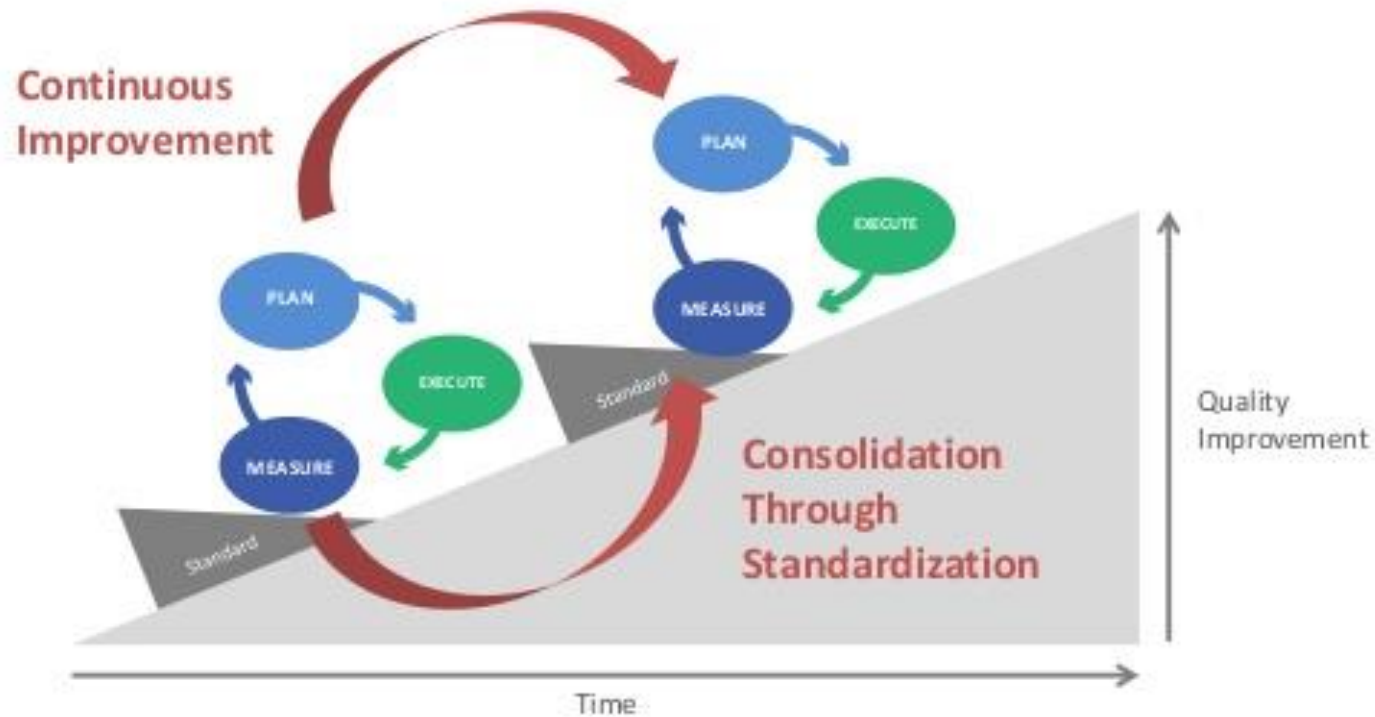 Continuous
Improvement
PLAN
EXECUTE
MEASURE
Standard
PLAN
EXECUTE
MEASURE
Standard
Consolidation
Through
Standardization
Quality
Improvement
Time